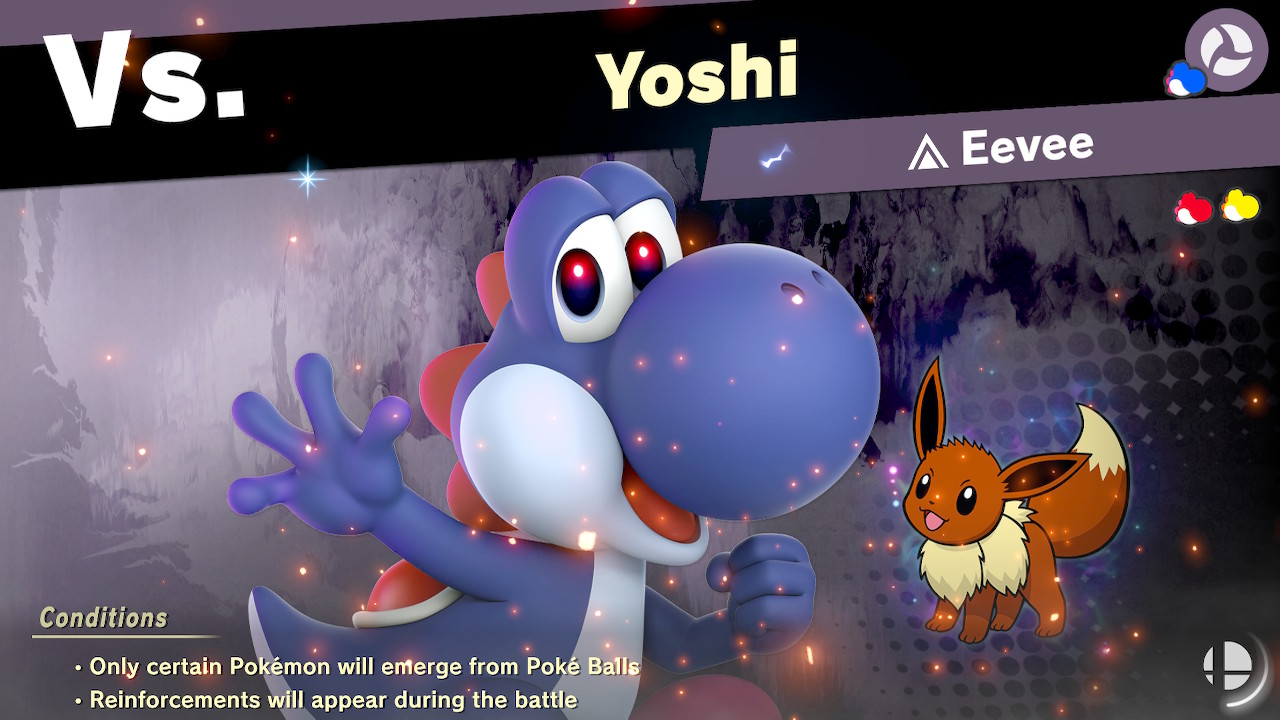 Vs.
Yoshi
Eevee
Conditions
• Only certain Pokémon will emerge from Poké Balls
• Reinforcements will appear during the battle